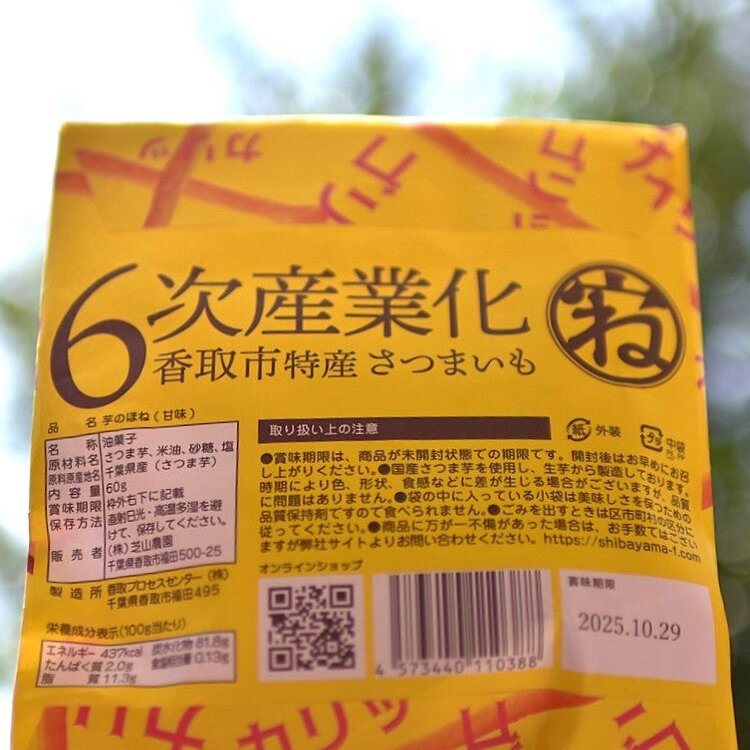 カリッ
ゴリッ
ガリッ
6次産業化
香取市特産 さつまいも
芋ほね
品 名 芋のほね(甘味)
名 称 油菓子
原材料名 さつま芋、米油、砂糖、塩
原料原産地名 千葉県産(さつま芋)
内 容 量 60g
賞味期限 枠外右下に記載
保存方法 直射日光・高温多湿を避
けて、保存してください。
販 売 者 (株)芝山農園
千葉県香取市福田500-25
製 造 所 香取プロセスセンター(株)
千葉県香取市福田495
栄養成分表示(100g当たり)
エネルギー 437kcal 炭水化物 81.8g
たんぱく質 2.0g 食塩相当量 0.13g
脂 質 11.3g
取り扱い上の注意
紙 外装
プラ 中袋
●賞味期限は、商品が未開封状態での期限です。開封後はお早めにお召
し上がりください。●国産さつま芋を使用し、生芋から製造しております。
時期により色、形状、食感などに差が生じる場合がございますが、品質
に問題はありません。●袋の中に入っている小袋は美味しさを保つための
品質保持剤ですので食べられません。●ごみを出すときは区市町村の区分に
従ってください。●商品に万が一不備があった場合は、お手数ではござい
ますが弊社サイトよりお問い合わせください。https://shibayama-f.com
オンラインショップ
4 573440 110388
賞味期限
2025.10.29
カリッ